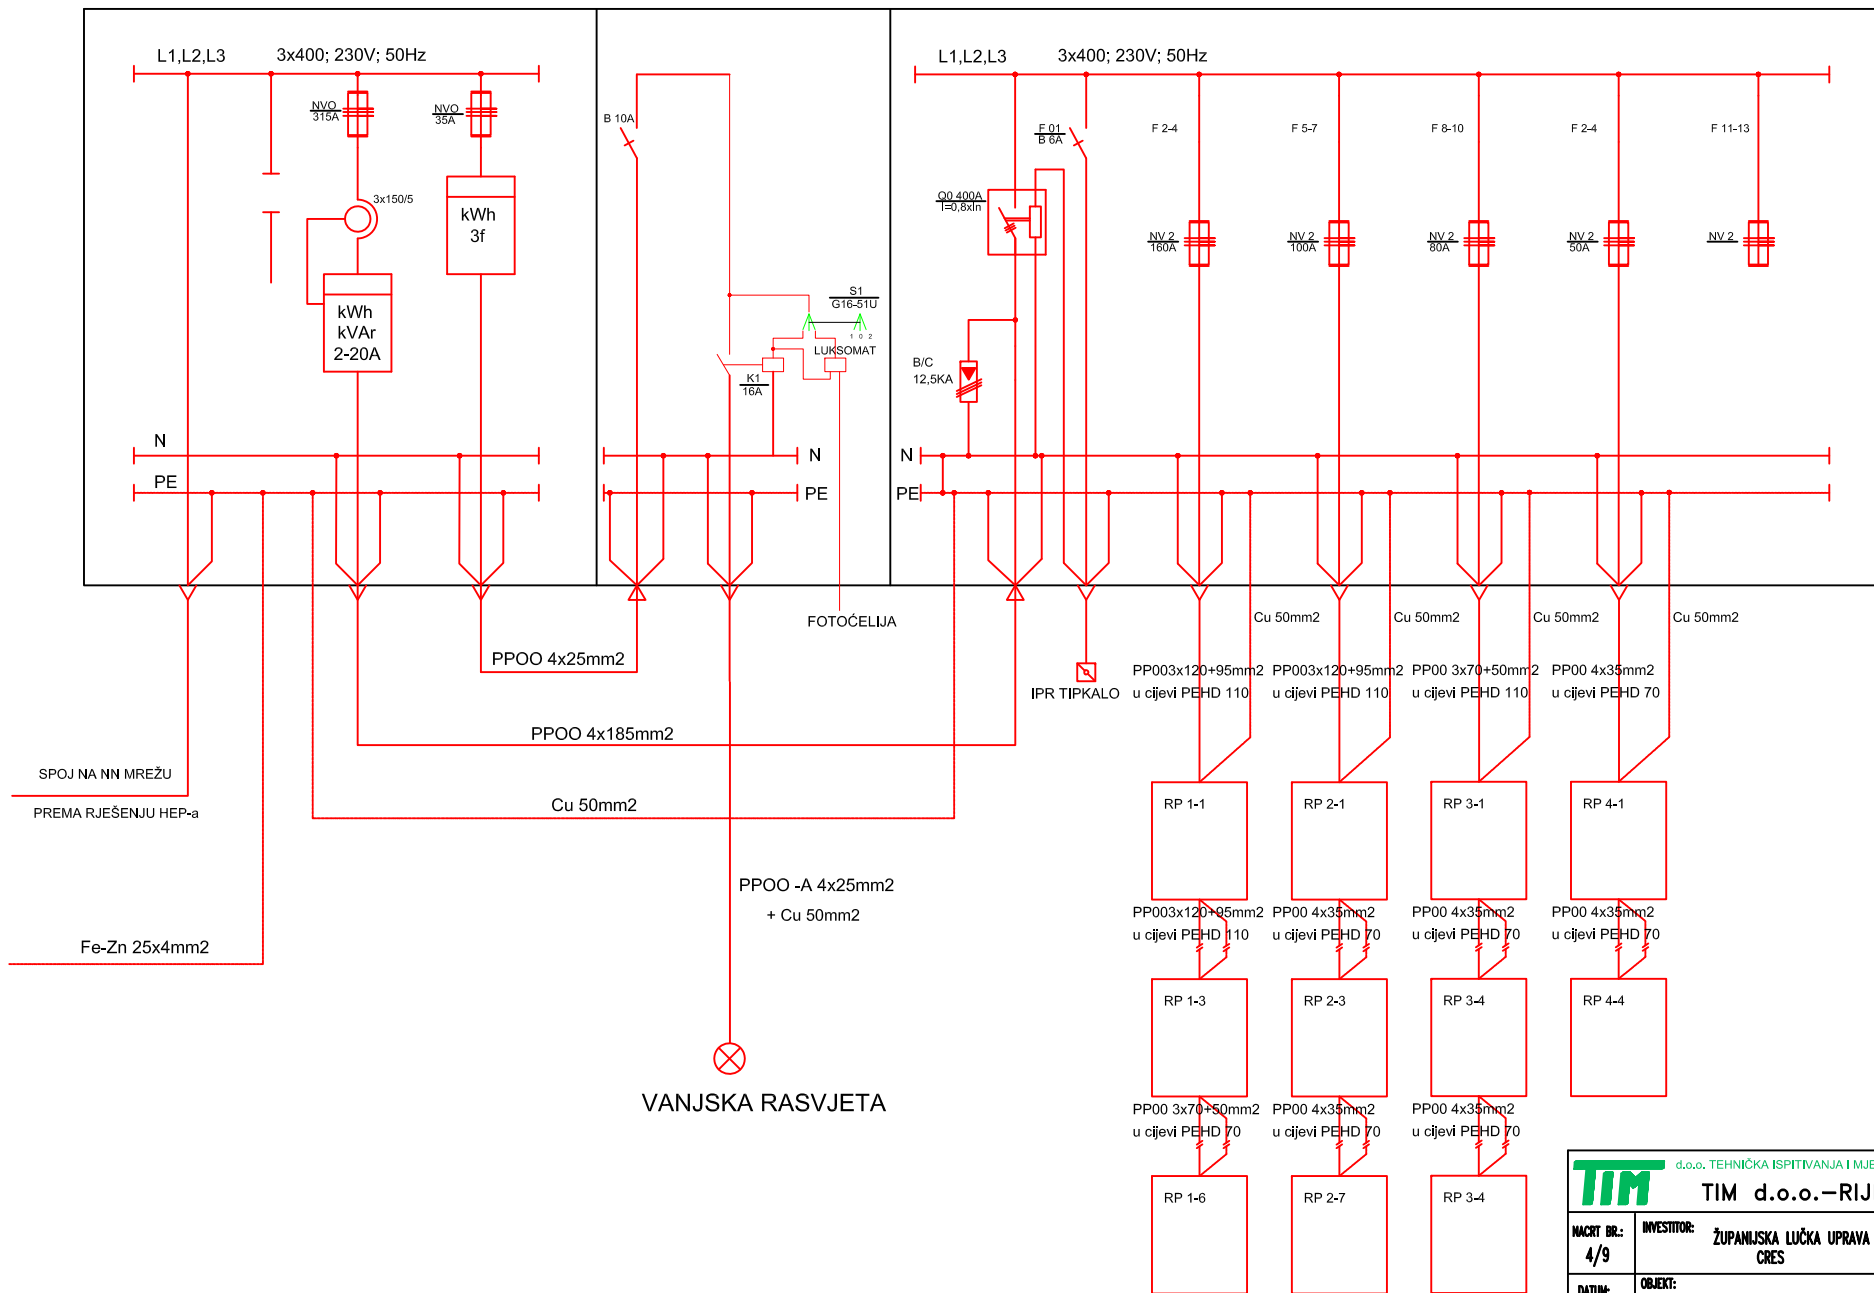 L1,L2,L3
3x400; 230V; 50Hz
NVO
315A
NVO
35A
3x150/5
kWh
3f
kWh
kVAr
2-20A
N
PE
B 10A
S1
G16-51U
1 0 2
LUKSOMAT
K1
16A
N
PE
L1,L2,L3
3x400; 230V; 50Hz
F 01
B 6A
Q0 400A
I=0,8xIn
B/C
12,5KA
F 2-4
F 5-7
F 8-10
F 2-4
F 11-13
NV 2
160A
NV 2
100A
NV 2
80A
NV 2
50A
NV 2
N
PE
FOTOĆELIJA
PPOO 4x25mm2
IPR TIPKALO
PPOO 4x185mm2
Cu 50mm2
Cu 50mm2
Cu 50mm2
Cu 50mm2
PP003x120+95mm2
u cijevi PEHD 110
PP003x120+95mm2
u cijevi PEHD 110
PP00 3x70+50mm2
u cijevi PEHD 110
PP00 4x35mm2
u cijevi PEHD 70
SPOJ NA NN MREŽU
PREMA RJEŠENJU HEP-a
Cu 50mm2
Fe-Zn 25x4mm2
PPOO -A 4x25mm2
+ Cu 50mm2
VANJSKA RASVJETA
RP 1-1
RP 2-1
RP 3-1
RP 4-1
PP003x120+95mm2
u cijevi PEHD 110
PP00 4x35mm2
u cijevi PEHD 70
PP00 4x35mm2
u cijevi PEHD 70
PP00 4x35mm2
u cijevi PEHD 70
RP 1-3
RP 2-3
RP 3-4
RP 4-4
PP00 3x70+50mm2
u cijevi PEHD 70
PP00 4x35mm2
u cijevi PEHD 70
PP00 4x35mm2
u cijevi PEHD 70
RP 1-6
RP 2-7
RP 3-4
TIM
d.o.o. TEHNIČKA ISPITIVANJA I MJE
TIM d.o.o.-RIJ
NACRT BR.:
4/9
INVESTITOR:
ŽUPANIJSKA LUČKA UPRAVA
CRES
DATUM:
OBJEKT: